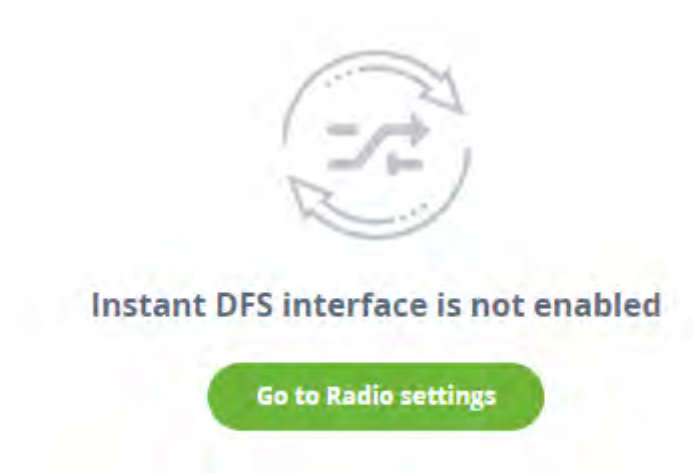 Instant DFS interface is not enabled
Go to Radio settings